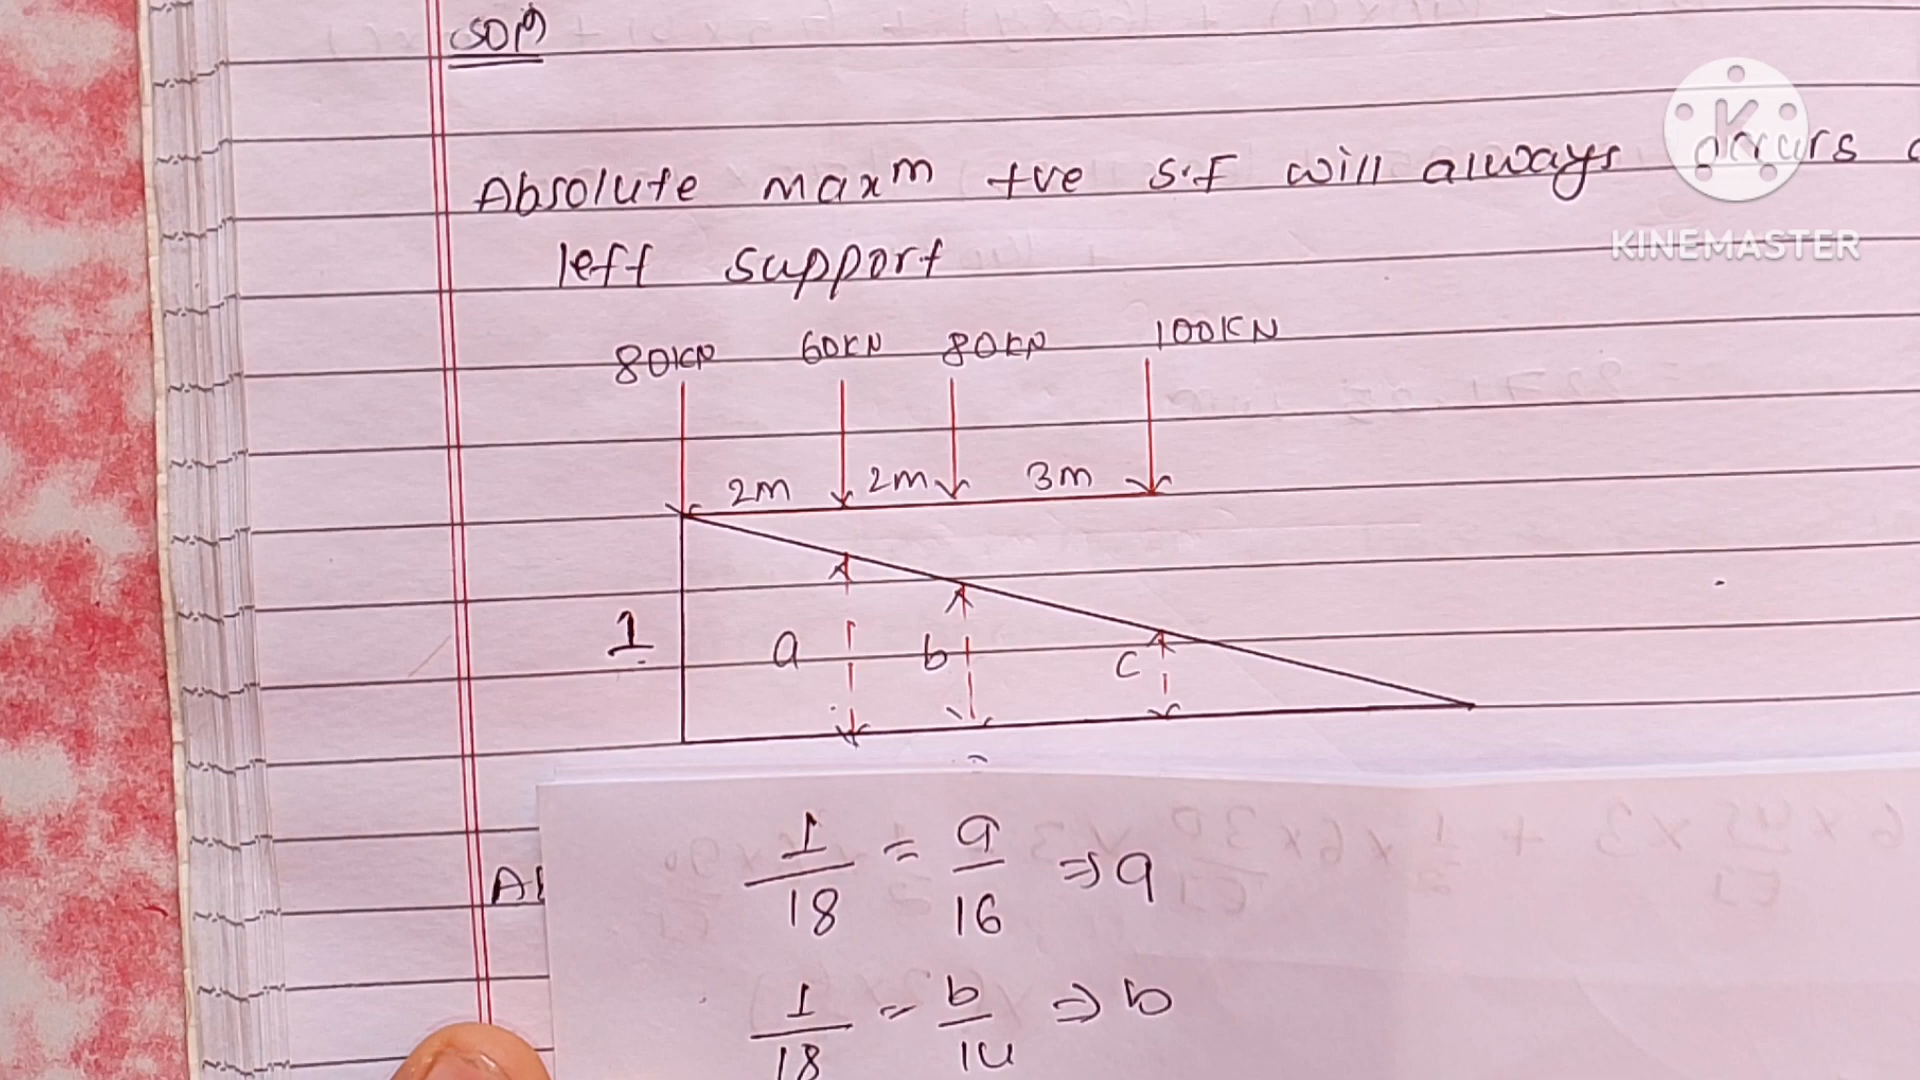 Absolute maxm +ve S.F will always occurs
left support
80KN 60KN 80KN 100KN
2m 2m 3m
1 a b c
1/18 = a/16 => a
1/18 = b/14 => b
KINEMASTER